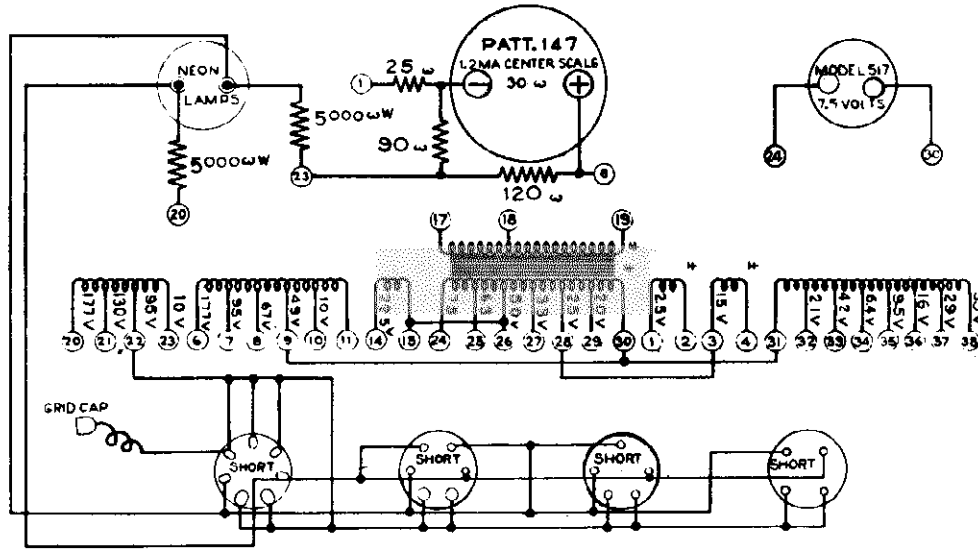 PATT. 147
1.2MA CENTER SCALE
30 ω
NEON
LAMPS
1
25 ω
MODEL 517
7.5 VOLTS
5000ωW
5000ωW
90 ω
120 ω
23
8
24
30
20
17
18
19
177V
130V
95V
10V
177V
95V
67V
49V
10V
2.5V
15V
2.1V
4.2V
6.4V
9.5V
16V
29V
20
21
22
23
6
7
8
9
10
11
14
24
25
26
27
28
29
30
1
2
3
4
31
32
33
34
35
36
37
38
GRID CAP
SHORT
SHORT
SHORT
SHORT